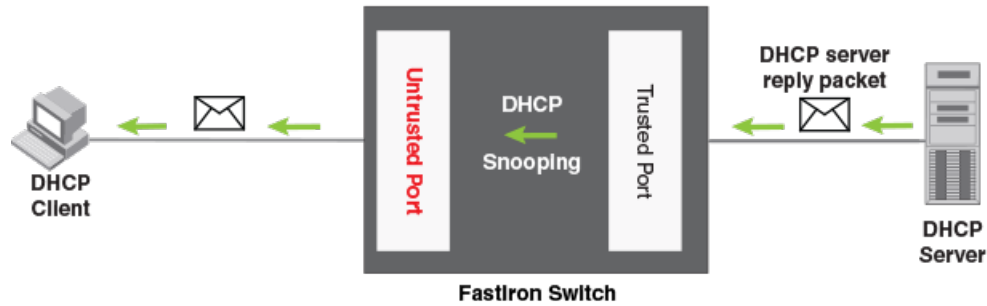 DHCP
Client
Untrusted Port
DHCP
Snooping
Trusted Port
DHCP server
reply packet
DHCP
Server
FastIron Switch